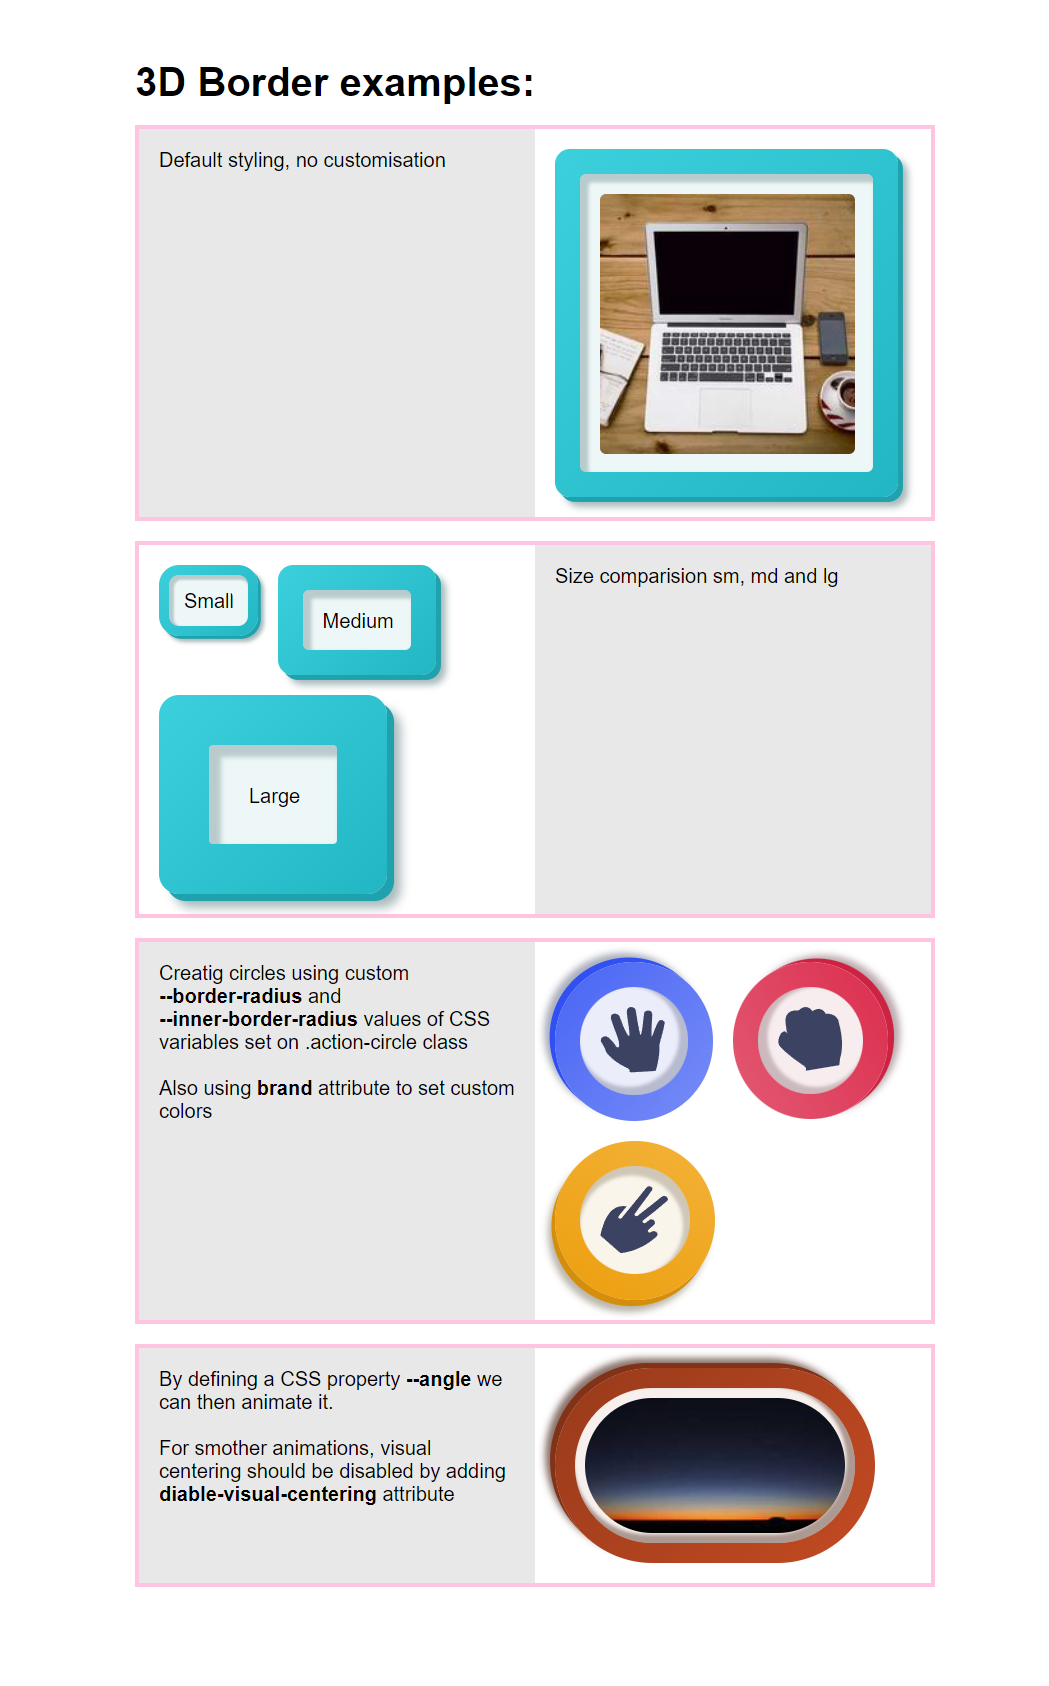 3D Border examples:
Default styling, no customisation
Small
Medium
Large
Size comparision sm, md and lg
Creatig circles using custom
--border-radius and
--inner-border-radius values of CSS
variables set on .action-circle class
Also using brand attribute to set custom
colors
By defining a CSS property --angle we
can then animate it.
For smother animations, visual
centering should be disabled by adding
diable-visual-centering attribute